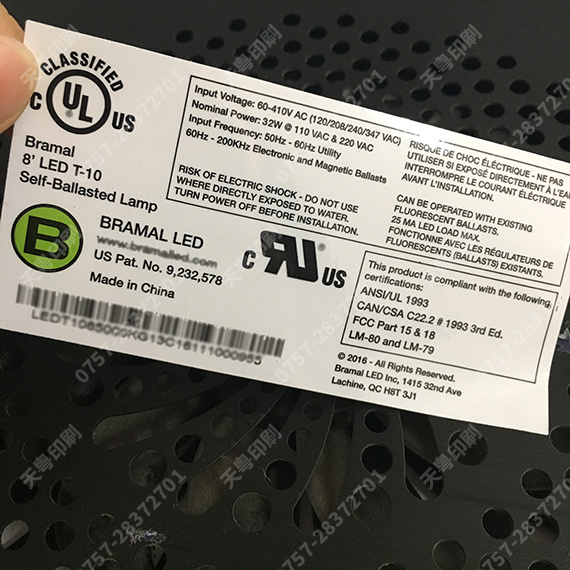 CLASSIFIED
C UL US
Bramal
8' LED T-10
Self-Ballasted Lamp
B
BRAMAL LED
www.bramalled.com
US Pat. No. 9,232,578
Made in China
LEDT1065000KG13C16111000985
Input Voltage: 60-410V AC (120/208/240/347 VAC)
Nominal Power: 32W @ 110 VAC & 220 VAC
Input Frequency: 50Hz - 60Hz Utility
60Hz - 200KHz Electronic and Magnetic Ballasts
RISK OF ELECTRIC SHOCK - DO NOT USE
WHERE DIRECTLY EXPOSED TO WATER.
TURN POWER OFF BEFORE INSTALLATION.
c RU US
RISQUE DE CHOC ÉLECTRIQUE - NE PAS
UTILISER SI EXPOSÉ DIRECTEMENT À L'EAU
INTERROMPRE LE COURANT ÉLECTRIQUE
AVANT L'INSTALLATION.
CAN BE OPERATED WITH EXISTING
FLUORESCENT BALLASTS.
25 MA LED LOAD MAX.
FONCTIONNE AVEC LES RÉGULATEURS DE
FLUORESCENTS (BALLASTS) EXISTANTS.
This product is compliant with the following
certifications:
ANSI/UL 1993
CAN/CSA C22.2 # 1993 3rd Ed.
FCC Part 15 & 18
LM-80 and LM-79
© 2016 - All Rights Reserved.
Bramal LED Inc, 1415 32nd Ave
Lachine, QC H8T 3J1
天粤印刷
0757-28372701